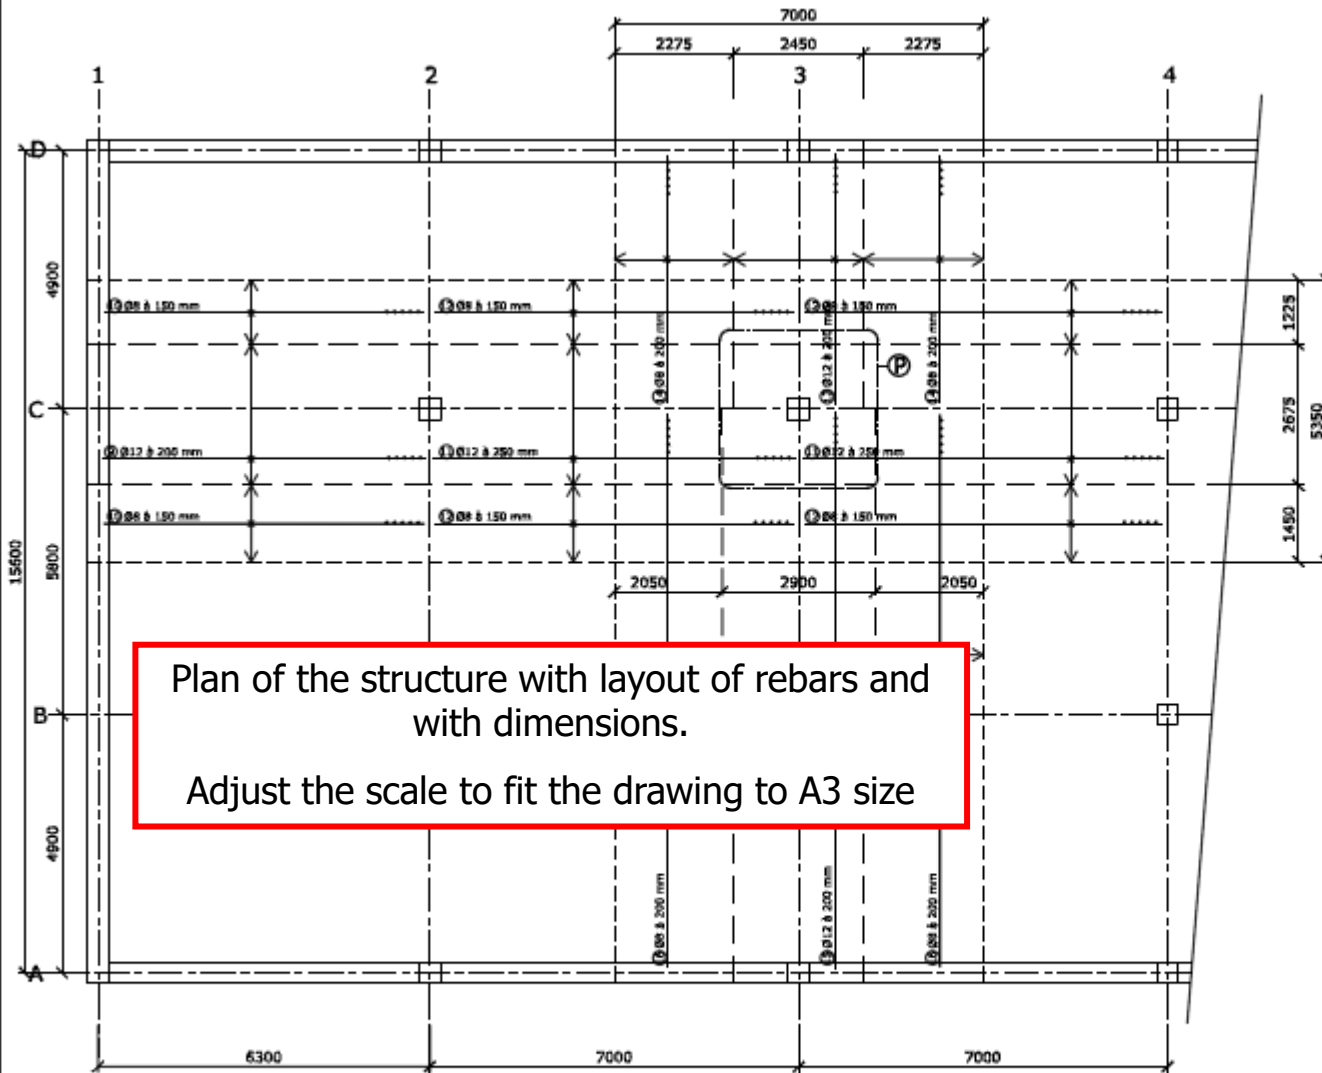 7000
2275 2450 2275
1 2 3 4
D
4900
Ø8 à 150 mm
Ø8 à 150 mm
Ø8 à 150 mm
1225
Ø8 à 200 mm
Ø12 à 200 mm
Ø8 à 200 mm
P
C
2675
5350
Ø12 à 200 mm
Ø12 à 250 mm
Ø12 à 250 mm
Ø8 à 150 mm
Ø8 à 150 mm
Ø8 à 150 mm
1450
15600
5800
2050 2900 2050
Plan of the structure with layout of rebars and
with dimensions.
Adjust the scale to fit the drawing to A3 size
B
4900
Ø8 à 200 mm
Ø12 à 200 mm
Ø8 à 200 mm
A
6300 7000 7000